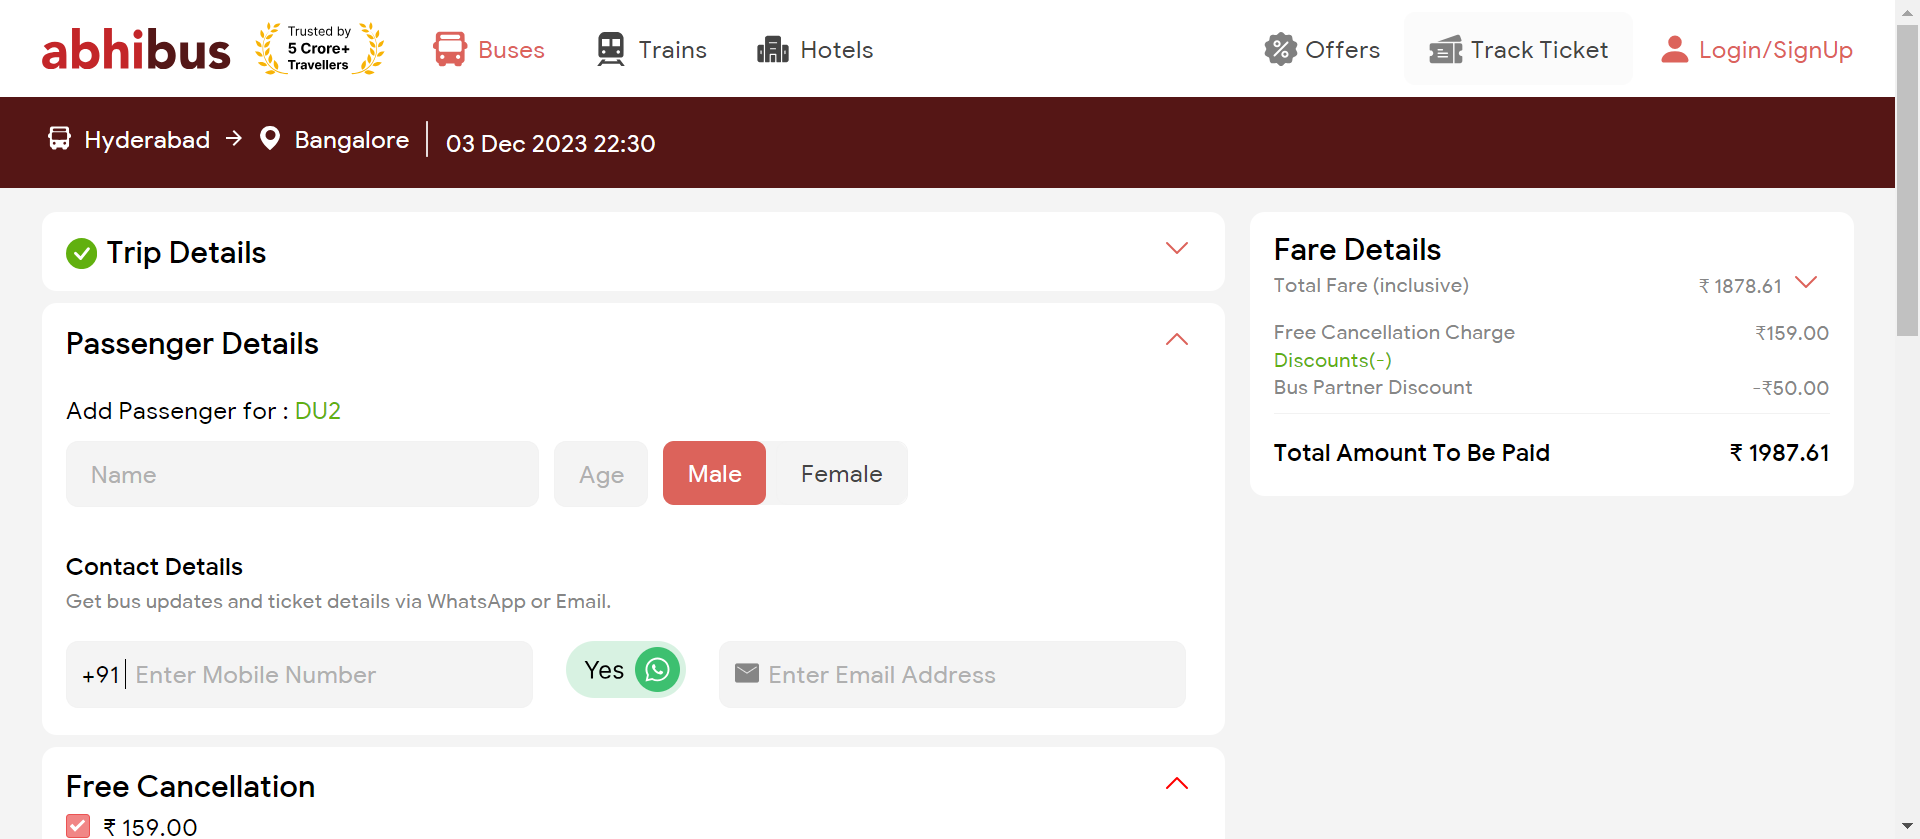 abhibus
Trusted by
5 Crore+
Travellers
Buses
Trains
Hotels
Offers
Track Ticket
Login/SignUp
Hyderabad → Bangalore
03 Dec 2023 22:30
Trip Details
Passenger Details
Add Passenger for : DU2
Name
Age
Male
Female
Contact Details
Get bus updates and ticket details via WhatsApp or Email.
+91 Enter Mobile Number
Yes
Enter Email Address
Free Cancellation
₹ 159.00
Fare Details
Total Fare (inclusive) ₹ 1878.61
Free Cancellation Charge ₹159.00
Discounts(-)
Bus Partner Discount -₹50.00
Total Amount To Be Paid ₹ 1987.61